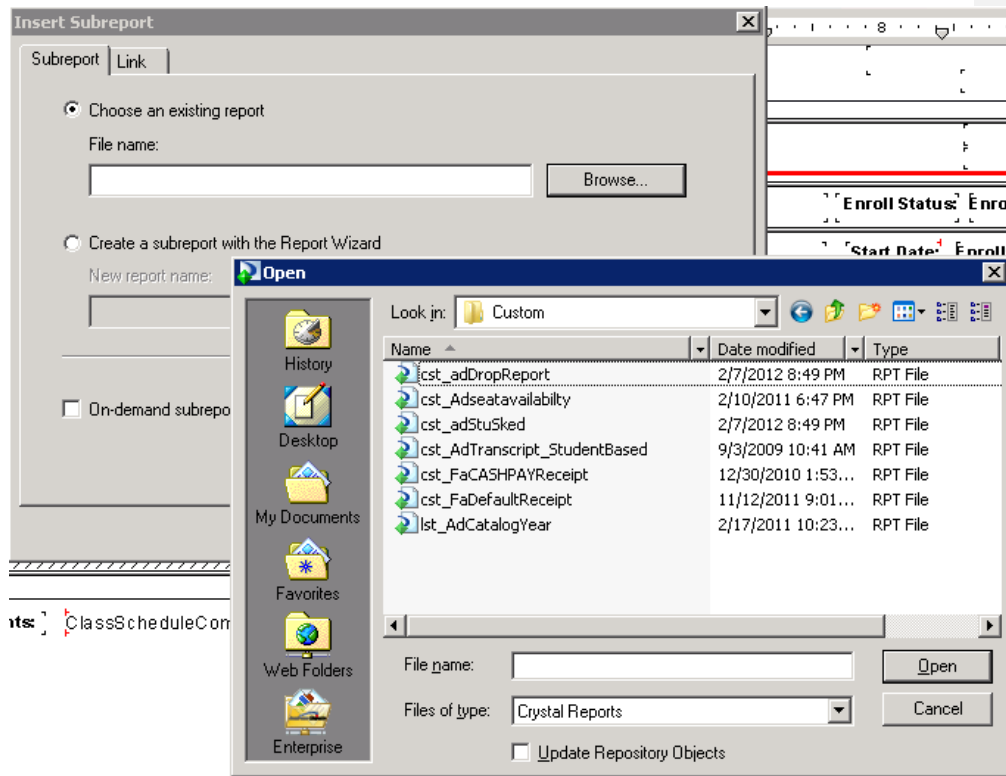 Insert Subreport
Subreport
Link
Choose an existing report
File name:
Browse...
Create a subreport with the Report Wizard
New report name:
On-demand subrepo
8
Enroll Status: Enro
Start Date: Enroll
nts: ClassScheduleCom
Open
Look in: Custom
Name Date modified Type
cst_adDropReport 2/7/2012 8:49 PM RPT File
cst_Adseatavailabilty 2/10/2011 6:47 PM RPT File
cst_adStuSked 2/7/2012 8:49 PM RPT File
cst_AdTranscript_StudentBased 9/3/2009 10:41 AM RPT File
cst_FaCASHPAYReceipt 12/30/2010 1:53... RPT File
cst_FaDefaultReceipt 11/12/2011 9:01... RPT File
lst_AdCatalogYear 2/17/2011 10:23... RPT File
History
Desktop
My Documents
Favorites
Web Folders
Enterprise
File name:
Open
Files of type: Crystal Reports
Cancel
Update Repository Objects